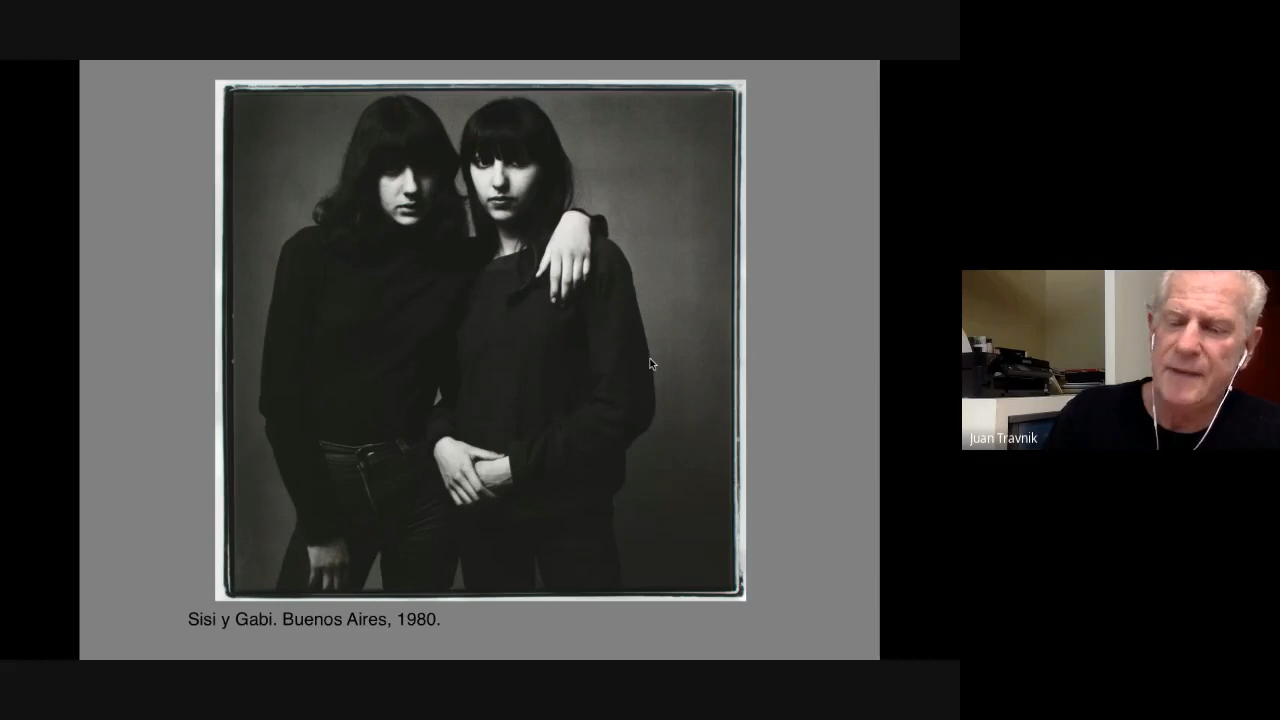 Sisi y Gabi. Buenos Aires, 1980.
Juan Travnik